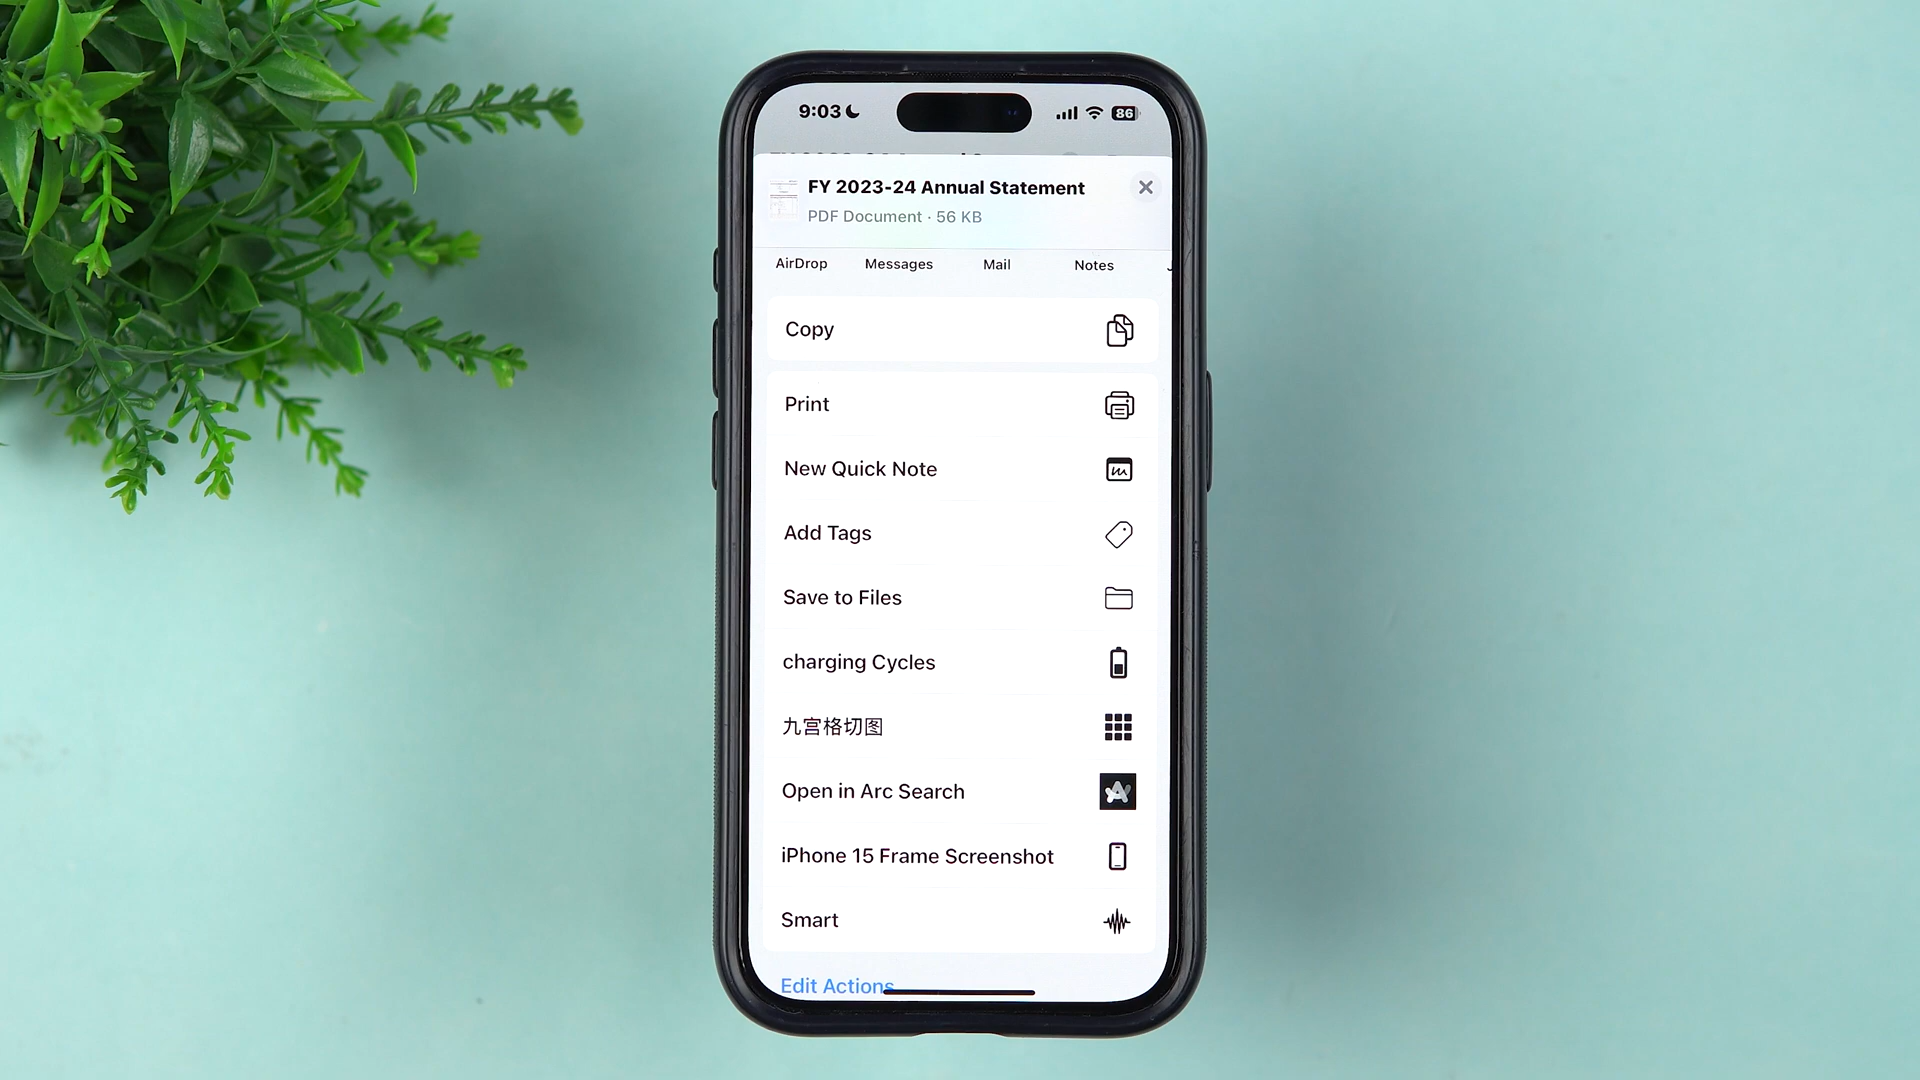 9:03
86
FY 2023-24 Annual Statement
PDF Document · 56 KB
AirDrop
Messages
Mail
Notes
Copy
Print
New Quick Note
Add Tags
Save to Files
charging Cycles
九宫格切图
Open in Arc Search
iPhone 15 Frame Screenshot
Smart
Edit Actions